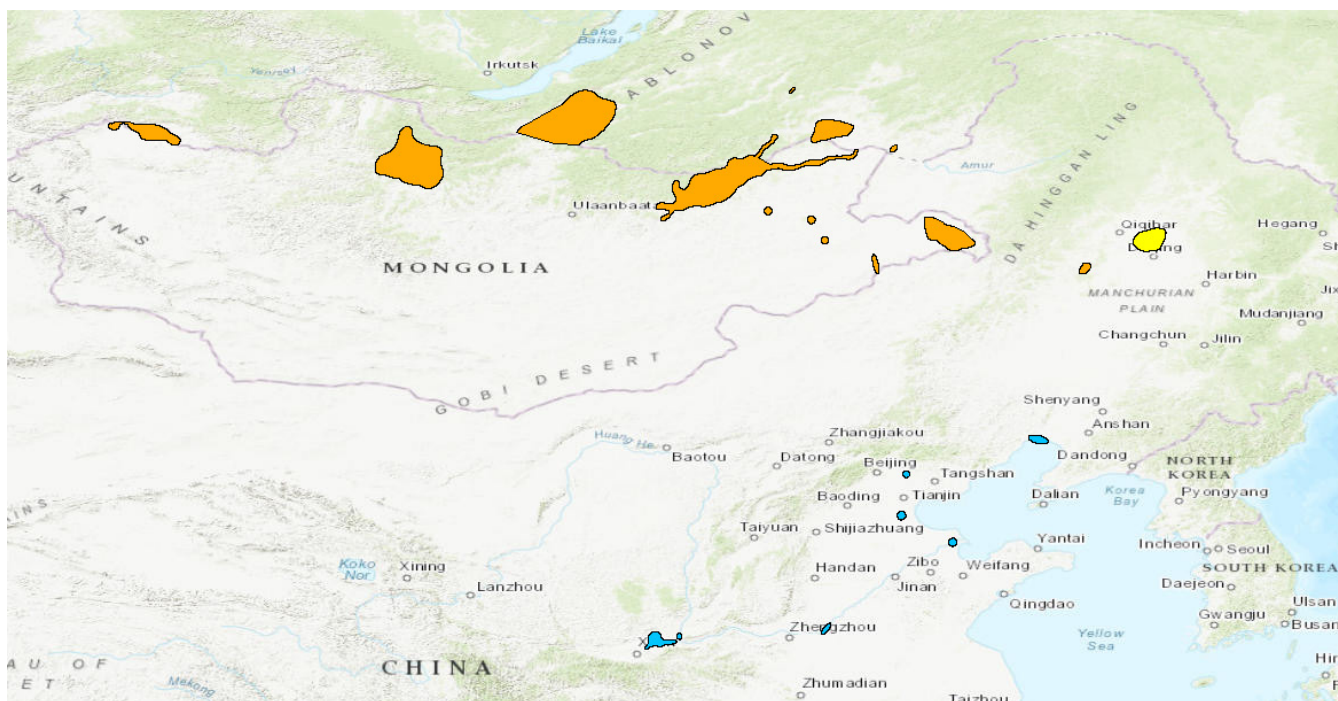 Lake
Baikal
Irkutsk
ABLONOV
Yenisei
Amur
DA HINGGAN LING
UNTAINS
Ulaanbaata
Qiqihar
Hegang
Harbin
MONGOLIA
MANCHURIAN
PLAIN
Mudanjiang
Changchun
Jilin
GOBI DESERT
Shenyang
Anshan
Zhangjiakou
Huang He
Baotou
Datong
Beijing
Tangshan
Dandong
NORTH
KOREA
Baoding
Tianjin
Dalian
Korea
Bay
Pyongyang
Taiyuan
Shijiazhuang
Yantai
Incheon
Seoul
Koko
Nor
Xining
Lanzhou
Handan
Zibo
Weifang
Jinan
SOUTH KOREA
Daejeon
Qingdao
Ulsan
Gwangju
Busan
Zhengzhou
Yellow
Sea
CHINA
AU OF
ET
Mekong
Zhumadian
Taizhou